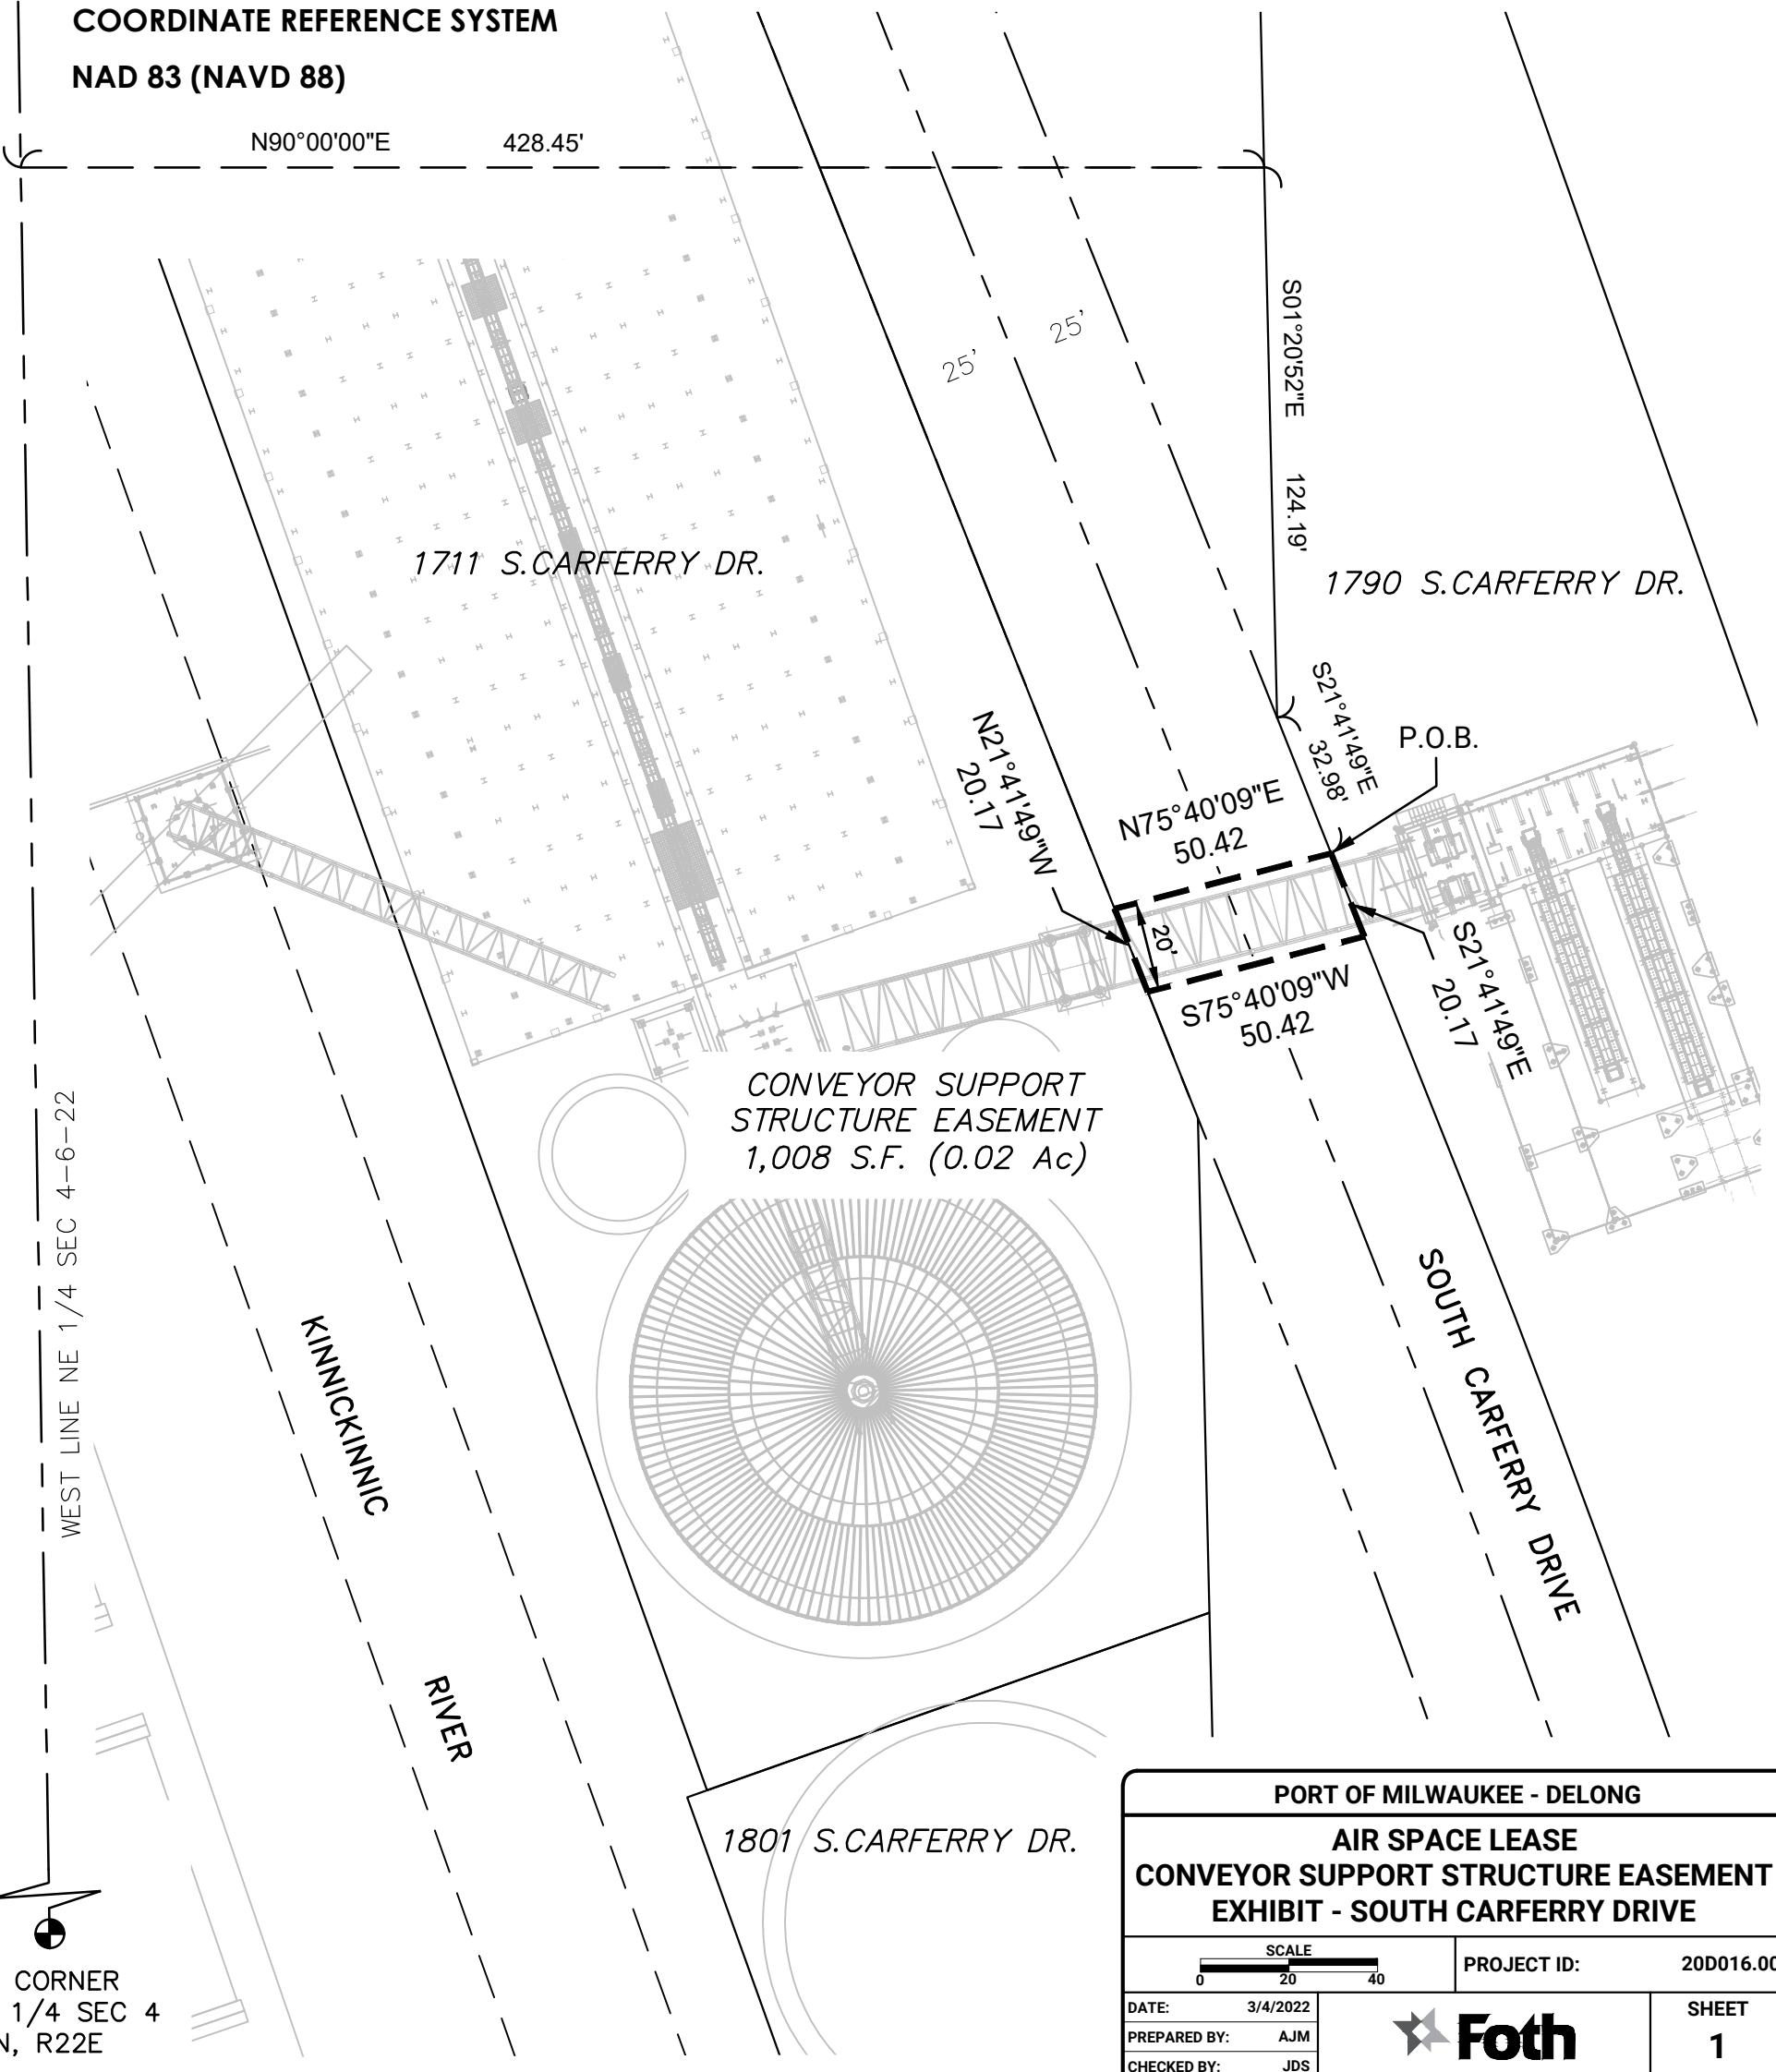 COORDINATE REFERENCE SYSTEM
NAD 83 (NAVD 88)
N90°00'00"E 428.45'
25'
25'
S01°20'52"E 124.19'
1711 S.CARFERRY DR.
1790 S.CARFERRY DR.
S21°41'49"E
32.98'
P.O.B.
N21°41'49"W
20.17
N75°40'09"E
50.42
20'
S75°40'09"W
50.42
S21°41'49"E
20.17
CONVEYOR SUPPORT
STRUCTURE EASEMENT
1,008 S.F. (0.02 Ac)
WEST LINE NE 1/4 SEC 4-6-22
KINNICKINNIC
RIVER
SOUTH CARFERRY DRIVE
1801 S.CARFERRY DR.
CORNER
1/4 SEC 4
N, R22E
PORT OF MILWAUKEE - DELONG
AIR SPACE LEASE
CONVEYOR SUPPORT STRUCTURE EASEMENT
EXHIBIT - SOUTH CARFERRY DRIVE
SCALE
0 20 40
PROJECT ID: 20D016.00
DATE: 3/4/2022
PREPARED BY: AJM
CHECKED BY: JDS
Foth
SHEET
1